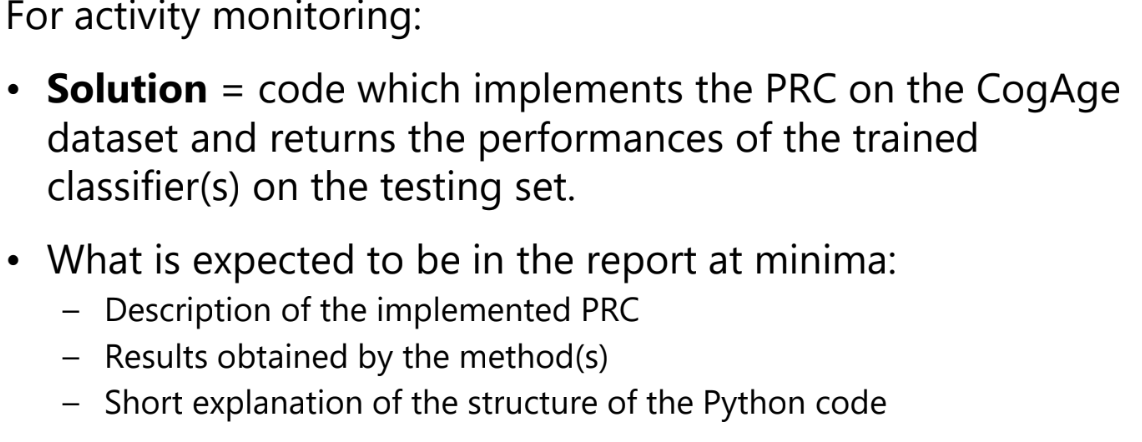 For activity monitoring:
• Solution = code which implements the PRC on the CogAge
dataset and returns the performances of the trained
classifier(s) on the testing set.
• What is expected to be in the report at minima:
– Description of the implemented PRC
– Results obtained by the method(s)
– Short explanation of the structure of the Python code